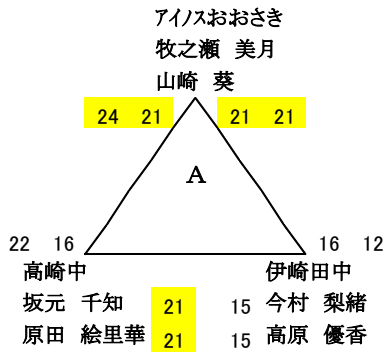 アイノスおおさき
牧之瀬 美月
山崎 葵
24 21 21 21
A
22 16 16 12
高崎中 伊崎田中
坂元 千知 21 15 今村 梨緒
原田 絵里華 21 15 高原 優香